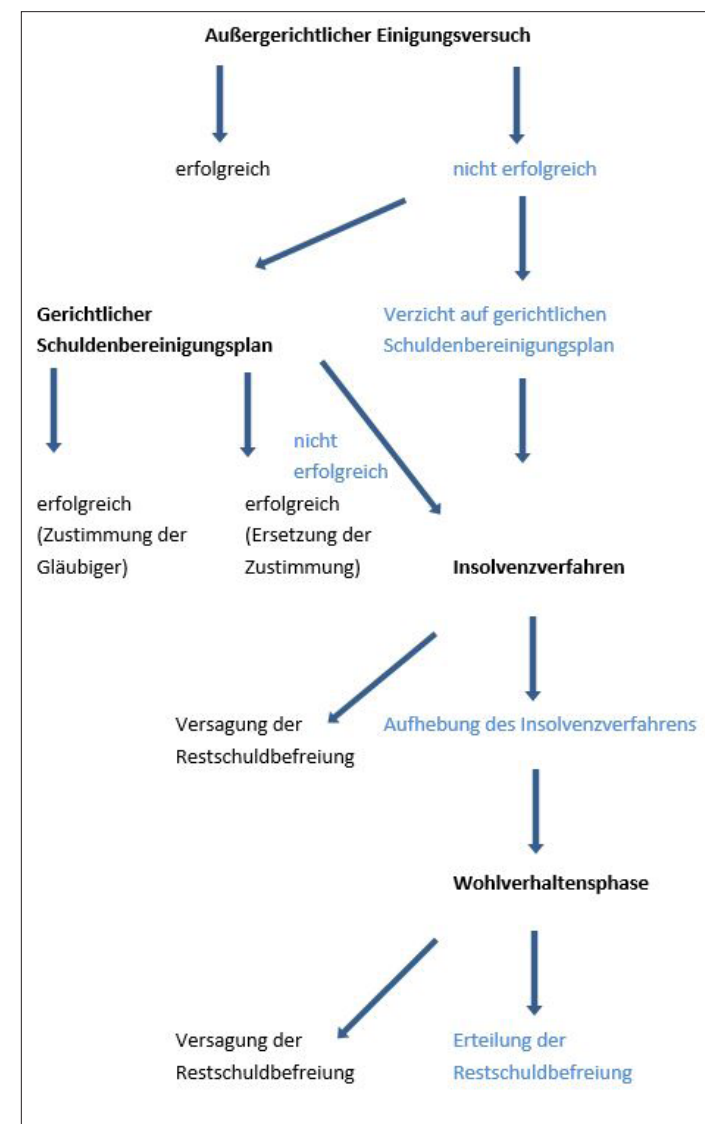 Außergerichtlicher Einigungsversuch
erfolgreich
nicht erfolgreich
Gerichtlicher
Schuldenbereinigungsplan
Verzicht auf gerichtlichen
Schuldenbereinigungsplan
nicht
erfolgreich
erfolgreich
(Zustimmung der
Gläubiger)
erfolgreich
(Ersetzung der
Zustimmung)
Insolvenzverfahren
Versagung der
Restschuldbefreiung
Aufhebung des Insolvenzverfahrens
Wohlverhaltensphase
Versagung der
Restschuldbefreiung
Erteilung der
Restschuldbefreiung